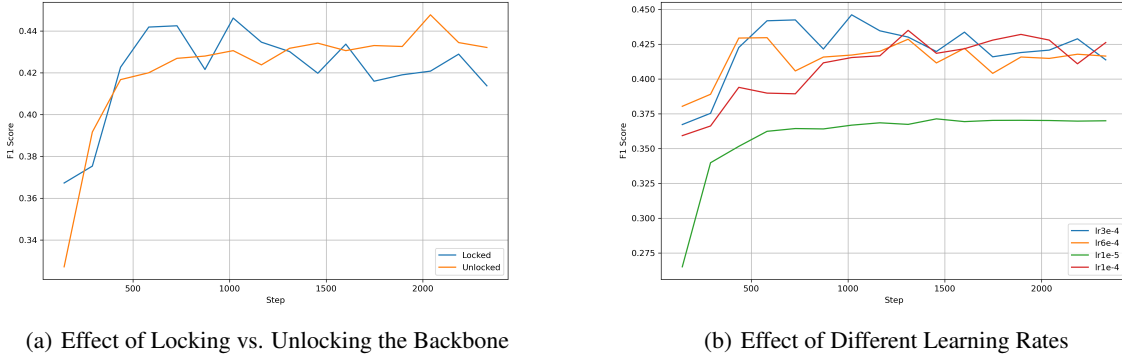 0.44
0.42
0.40
0.38
0.36
0.34
F1 Score
500
1000
1500
2000
Step
Locked
Unlocked
(a) Effect of Locking vs. Unlocking the Backbone
0.450
0.425
0.400
0.375
0.350
0.325
0.300
0.275
F1 Score
500
1000
1500
2000
Step
lr3e-4
lr6e-4
lr1e-5
lr1e-4
(b) Effect of Different Learning Rates